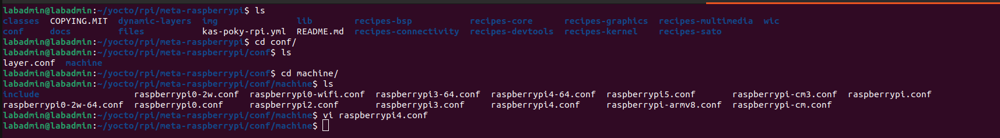 labadmin@labadmin:~/yocto/rpi/meta-raspberrypi$ ls
classes  COPYING.MIT  dynamic-layers  img  lib  recipes-bsp  recipes-core  recipes-graphics  recipes-multimedia  wic
conf  docs  files  kas-poky-rpi.yml  README.md  recipes-connectivity  recipes-devtools  recipes-kernel  recipes-sato
labadmin@labadmin:~/yocto/rpi/meta-raspberrypi$ cd conf/
labadmin@labadmin:~/yocto/rpi/meta-raspberrypi/conf$ ls
layer.conf  machine
labadmin@labadmin:~/yocto/rpi/meta-raspberrypi/conf$ cd machine/
labadmin@labadmin:~/yocto/rpi/meta-raspberrypi/conf/machine$ ls
include  raspberrypi0-2w.conf  raspberrypi0-wifi.conf  raspberrypi3-64.conf  raspberrypi4-64.conf  raspberrypi5.conf  raspberrypi-cm3.conf  raspberrypi.conf
raspberrypi0-2w-64.conf  raspberrypi0.conf  raspberrypi2.conf  raspberrypi3.conf  raspberrypi4.conf  raspberrypi-armv8.conf  raspberrypi-cm.conf
labadmin@labadmin:~/yocto/rpi/meta-raspberrypi/conf/machine$ vi raspberrypi4.conf
labadmin@labadmin:~/yocto/rpi/meta-raspberrypi/conf/machine$